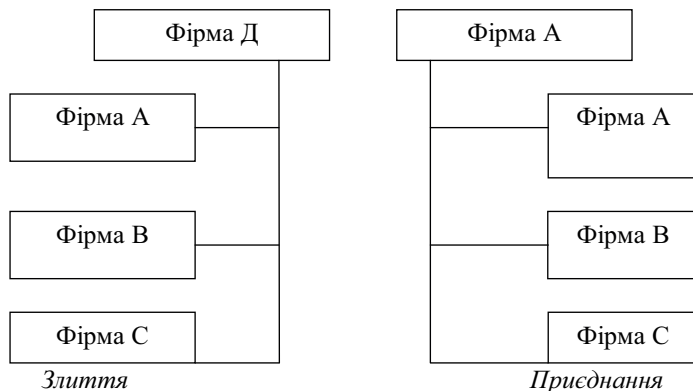 Фірма Д
Фірма А
Фірма В
Фірма С
Злиття
Фірма А
Фірма А
Фірма В
Фірма С
Приєднання